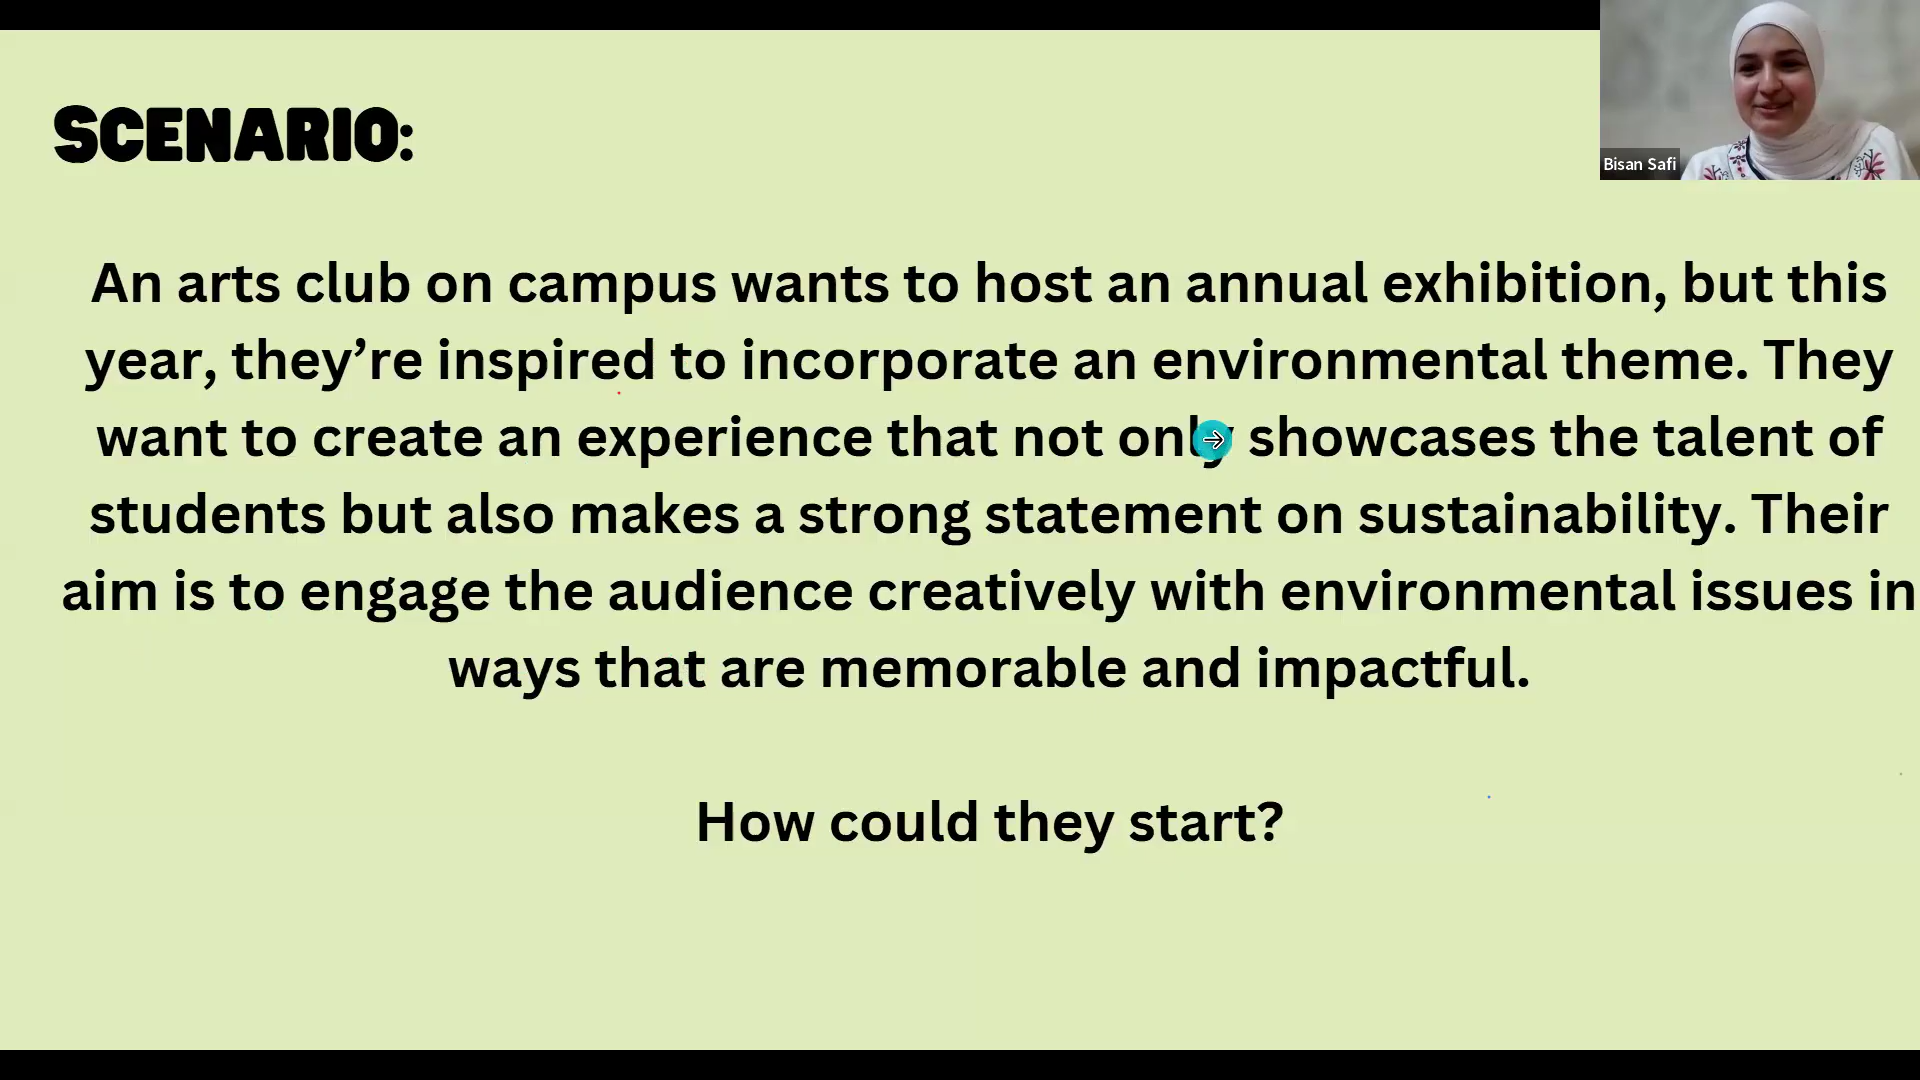 SCENARIO:
Bisan Safi
An arts club on campus wants to host an annual exhibition, but this
year, they’re inspired to incorporate an environmental theme. They
want to create an experience that not only showcases the talent of
students but also makes a strong statement on sustainability. Their
aim is to engage the audience creatively with environmental issues in
ways that are memorable and impactful.
How could they start?